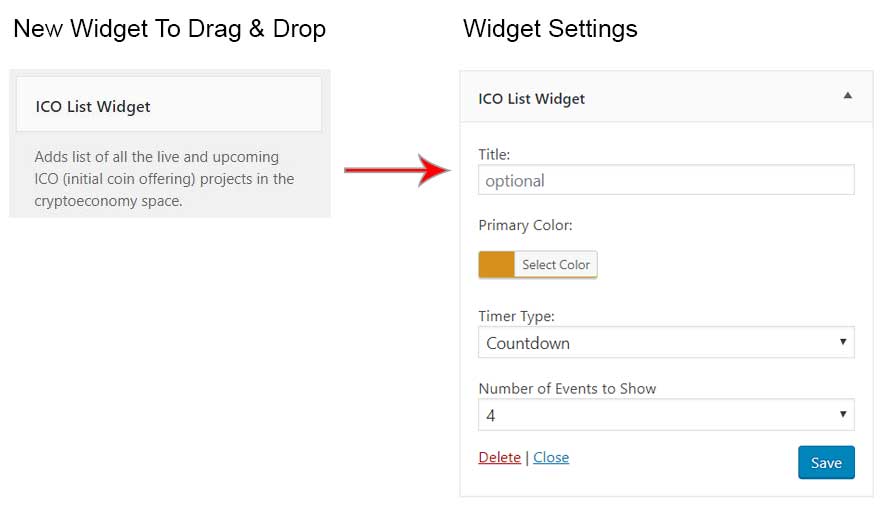 New Widget To Drag & Drop
ICO List Widget
Adds list of all the live and upcoming
ICO (initial coin offering) projects in the
cryptoeconomy space.
Widget Settings
ICO List Widget
Title:
optional
Primary Color:
Select Color
Timer Type:
Countdown
Number of Events to Show
4
Delete | Close
Save